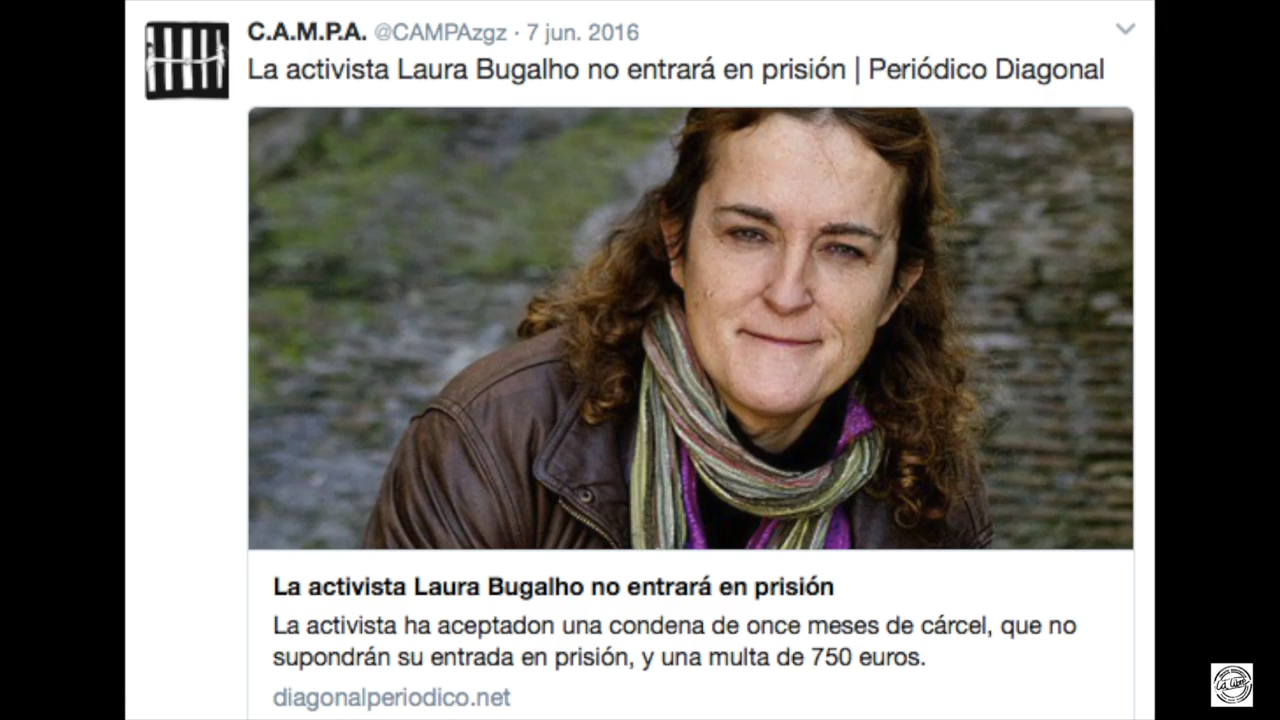 C.A.M.P.A. @CAMPAzgz · 7 jun. 2016
La activista Laura Bugalho no entrará en prisión | Periódico Diagonal
La activista Laura Bugalho no entrará en prisión
La activista ha aceptadon una condena de once meses de cárcel, que no
supondrán su entrada en prisión, y una multa de 750 euros.
diagonalperiodico.net